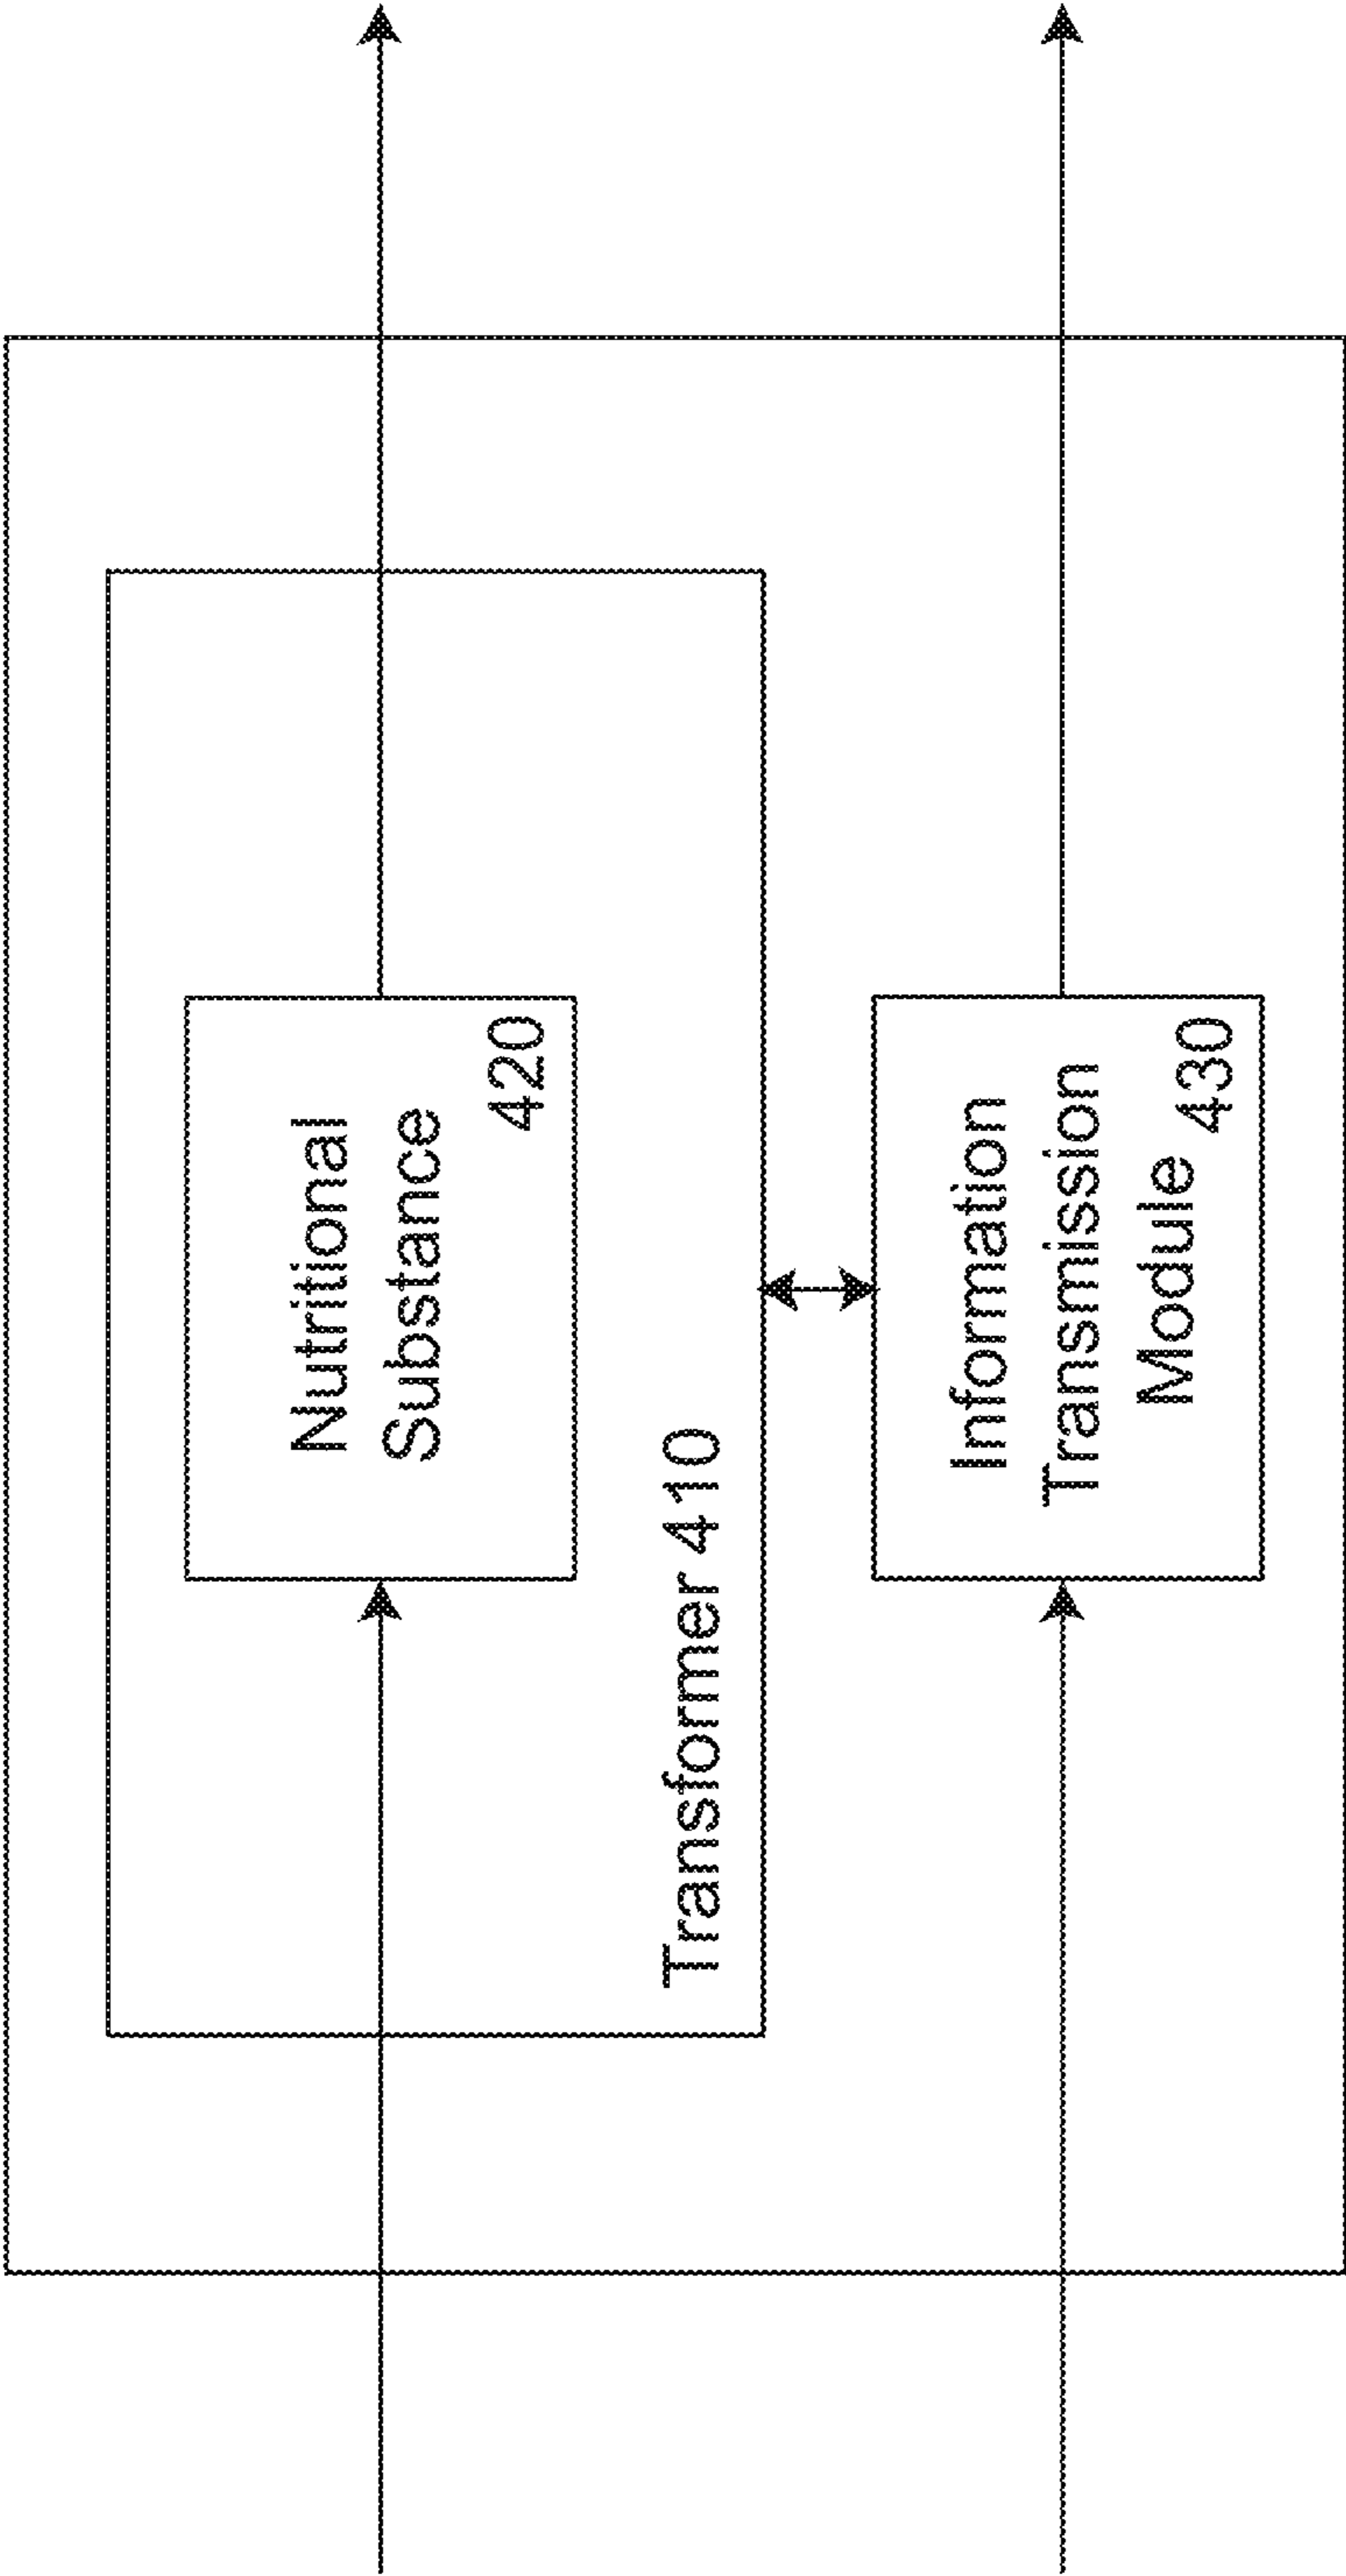 Nutritional
Substance
420
Transformer 410
Information
Transmission
Module 430